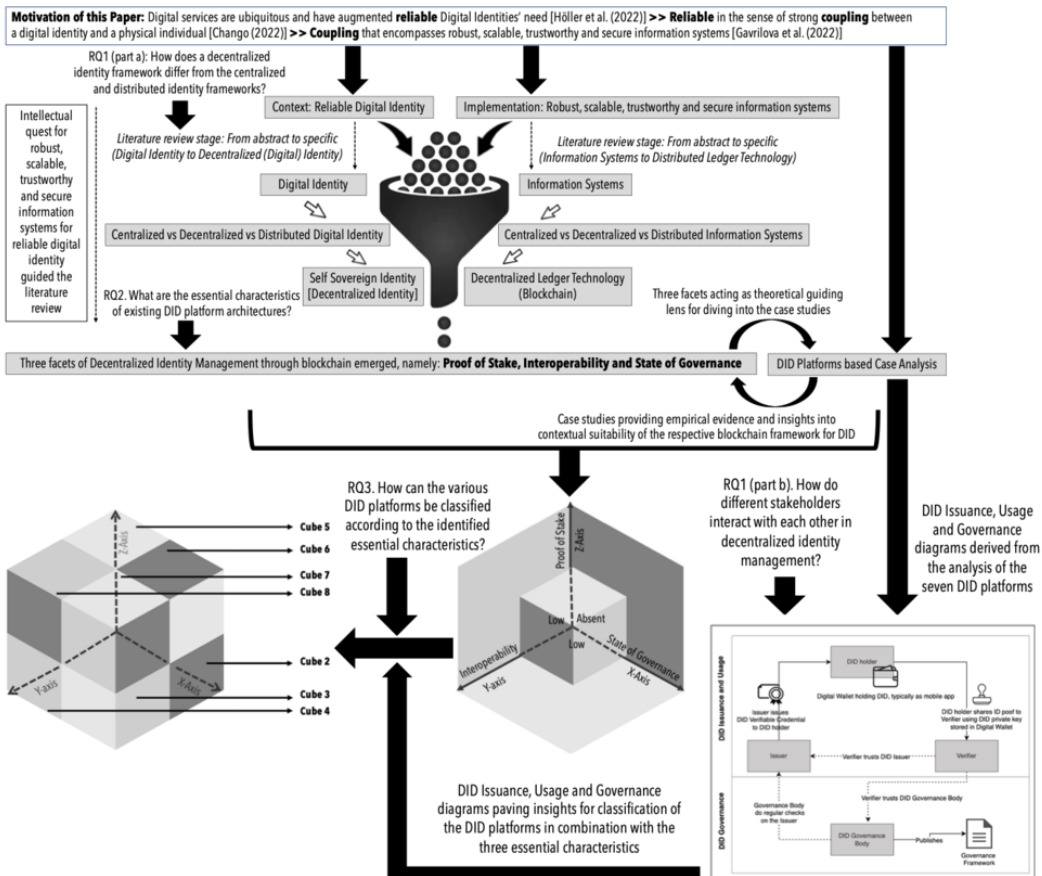 Motivation of this Paper: Digital services are ubiquitous and have augmented reliable Digital Identities' need [Höller et al. (2022)] >> Reliable in the sense of strong coupling between
a digital identity and a physical individual [Chango (2022)] >> Coupling that encompasses robust, scalable, trustworthy and secure information systems [Gavrilova et al. (2022)]
RQ1 (part a): How does a decentralized
identity framework differ from the centralized
and distributed identity frameworks?
Context: Reliable Digital Identity
Implementation: Robust, scalable, trustworthy and secure information systems
Intellectual
quest for
robust,
scalable,
trustworthy
and secure
information
systems for
reliable digital
identity
guided the
literature
review
Literature review stage: From abstract to specific
(Digital Identity to Decentralized (Digital) Identity)
Literature review stage: From abstract to specific
(Information Systems to Distributed Ledger Technology)
Digital Identity
Information Systems
Centralized vs Decentralized vs Distributed Digital Identity
Centralized vs Decentralized vs Distributed Information Systems
Self Sovereign Identity
[Decentralized Identity]
Decentralized Ledger Technology
(Blockchain)
RQ2. What are the essential characteristics
of existing DID platform architectures?
Three facets acting as theoretical guiding
lens for diving into the case studies
Three facets of Decentralized Identity Management through blockchain emerged, namely: Proof of Stake, Interoperability and State of Governance
DID Platforms based Case Analysis
Case studies providing empirical evidence and insights into
contextual suitability of the respective blockchain framework for DID
RQ3. How can the various
DID platforms be classified
according to the identified
essential characteristics?
RQ1 (part b). How do
different stakeholders
interact with each other in
decentralized identity
management?
DID Issuance, Usage
and Governance
diagrams derived from
the analysis of the
seven DID platforms
Z-Axis
Y-axis
X-Axis
Cube 5
Cube 6
Cube 7
Cube 8
Cube 2
Cube 3
Cube 4
Proof of Stake
Z-Axis
Low
Absent
Low
Interoperability
Y-axis
State of Governance
X-Axis
DID Issuance and Usage
DID holder
Digital Wallet holding DID, typically as mobile app
Issuer issues
DID Verifiable Credential
to DID holder
DID holder shares ID poof to
Verifier using DID private key
stored in Digital Wallet
Issuer
Verifier trusts DID Issuer
Verifier
DID Governance
Verifier trusts DID Governance Body
Governance Body
do regular checks
on the Issuer
DID Governance
Body
Publishes
Governance
Framework
DID Issuance, Usage and Governance
diagrams paving insights for classification of
the DID platforms in combination with the
three essential characteristics